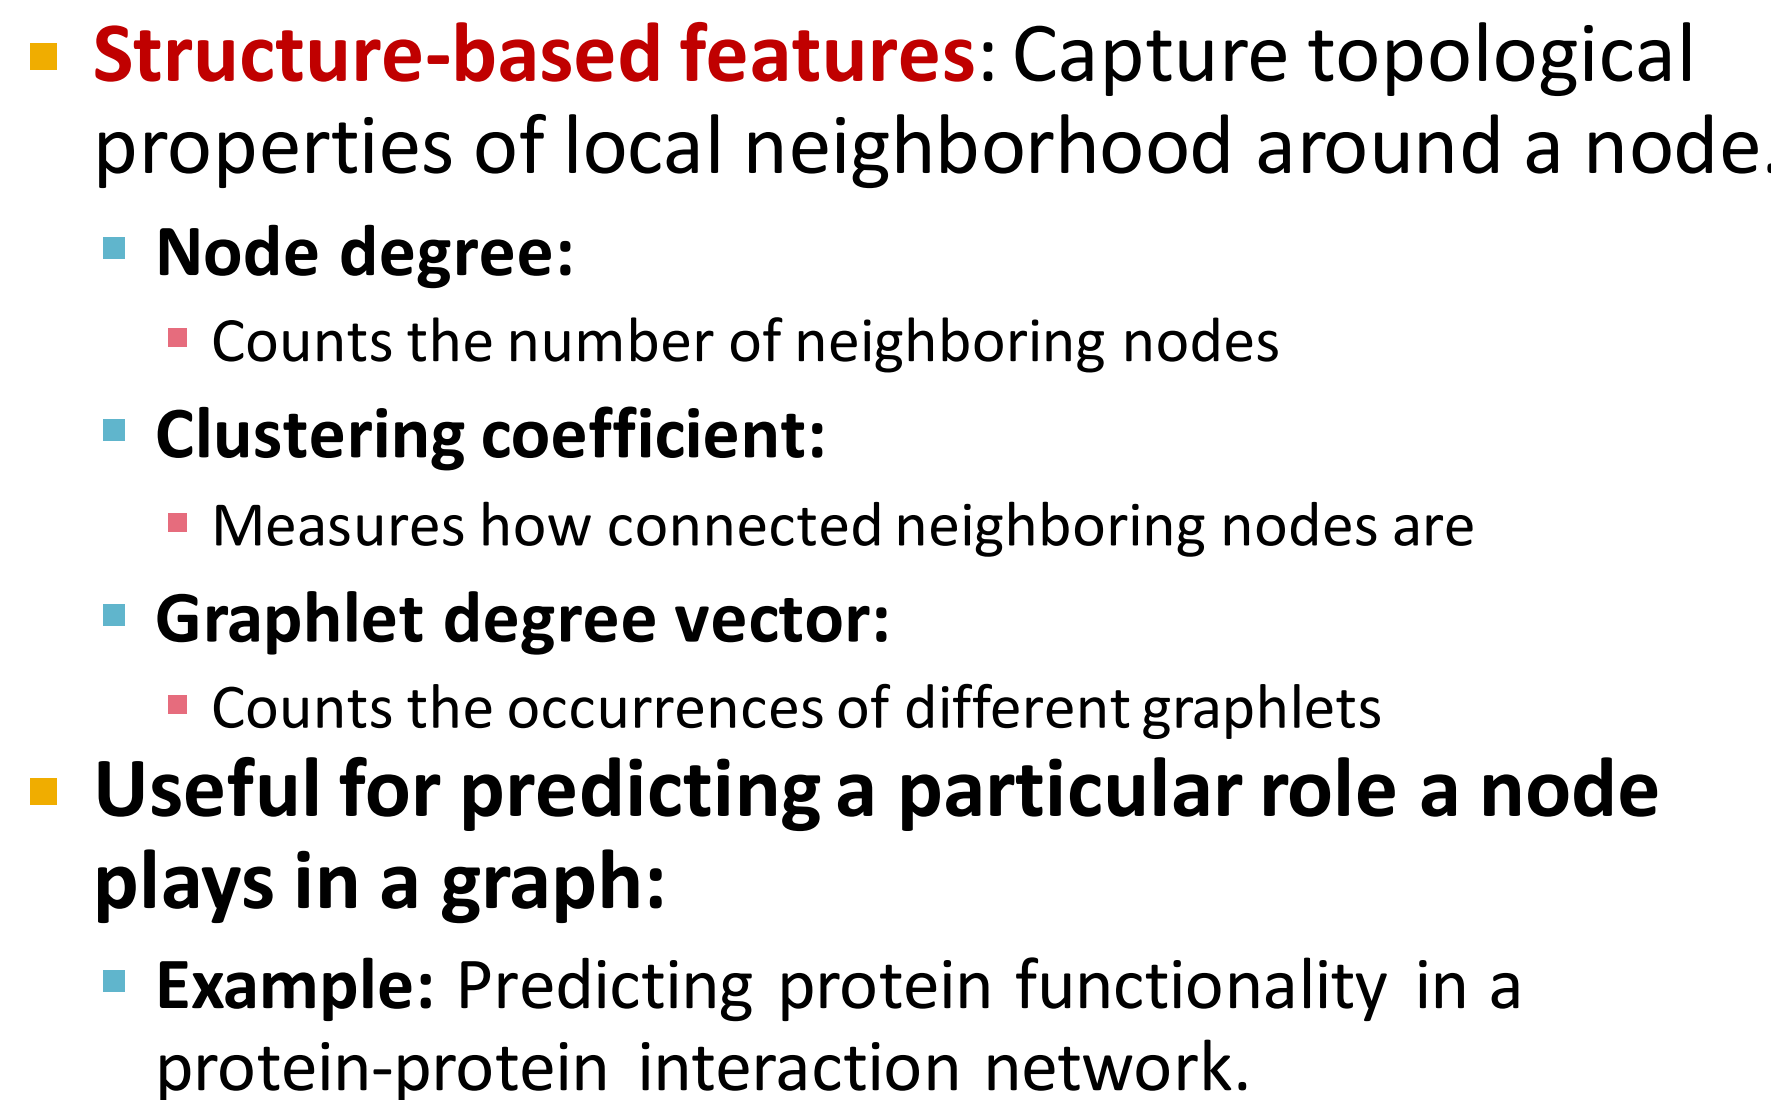 Structure-based features: Capture topological
properties of local neighborhood around a node.
Node degree:
Counts the number of neighboring nodes
Clustering coefficient:
Measures how connected neighboring nodes are
Graphlet degree vector:
Counts the occurrences of different graphlets
Useful for predicting a particular role a node
plays in a graph:
Example: Predicting protein functionality in a
protein-protein interaction network.